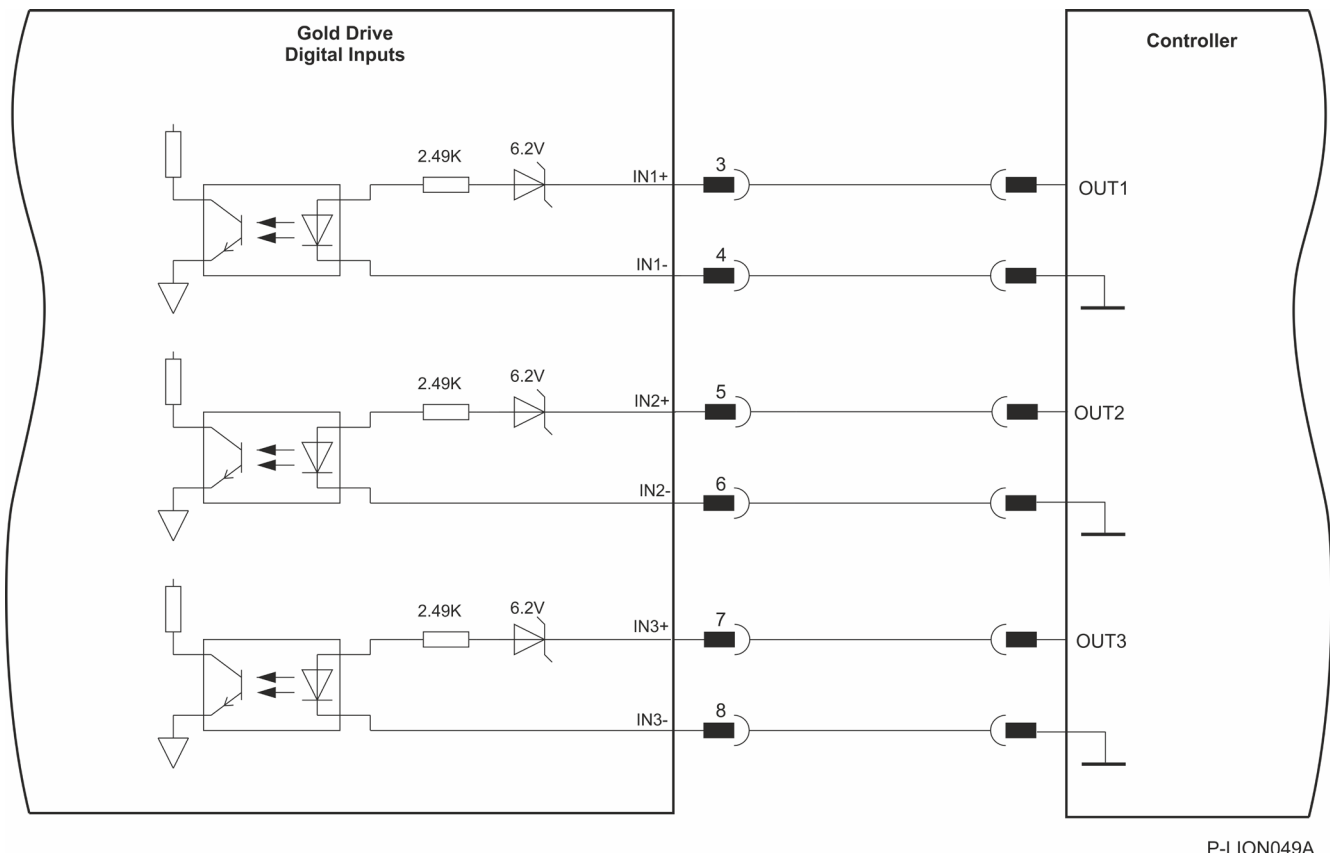 Gold Drive
Digital Inputs
Controller
2.49K
6.2V
IN1+
3
OUT1
IN1-
4
2.49K
6.2V
IN2+
5
OUT2
IN2-
6
2.49K
6.2V
IN3+
7
OUT3
IN3-
8
P-LION049A